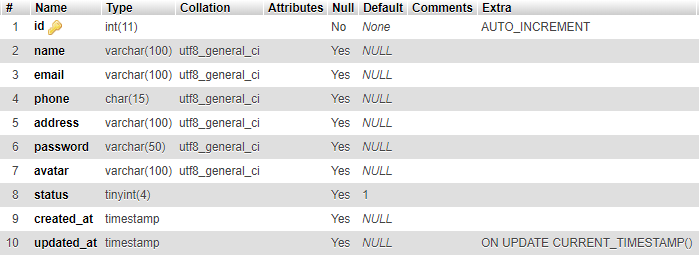 # Name Type Collation Attributes Null Default Comments Extra
1 id int(11) No None AUTO_INCREMENT
2 name varchar(100) utf8_general_ci Yes NULL
3 email varchar(100) utf8_general_ci Yes NULL
4 phone char(15) utf8_general_ci Yes NULL
5 address varchar(100) utf8_general_ci Yes NULL
6 password varchar(50) utf8_general_ci Yes NULL
7 avatar varchar(100) utf8_general_ci Yes NULL
8 status tinyint(4) Yes 1
9 created_at timestamp Yes NULL
10 updated_at timestamp Yes NULL ON UPDATE CURRENT_TIMESTAMP()